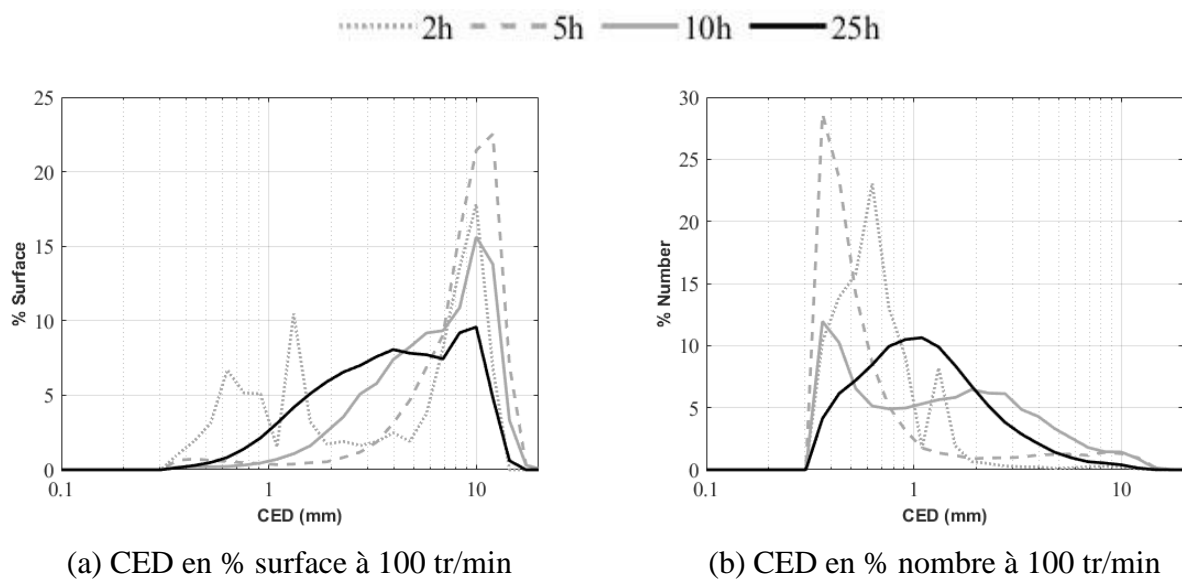 2h 5h 10h 25h
25
20
15
10
5
0
% Surface
0.1 1 10
CED (mm)
(a) CED en % surface à 100 tr/min
30
25
20
15
10
5
0
% Number
0.1 1 10
CED (mm)
(b) CED en % nombre à 100 tr/min